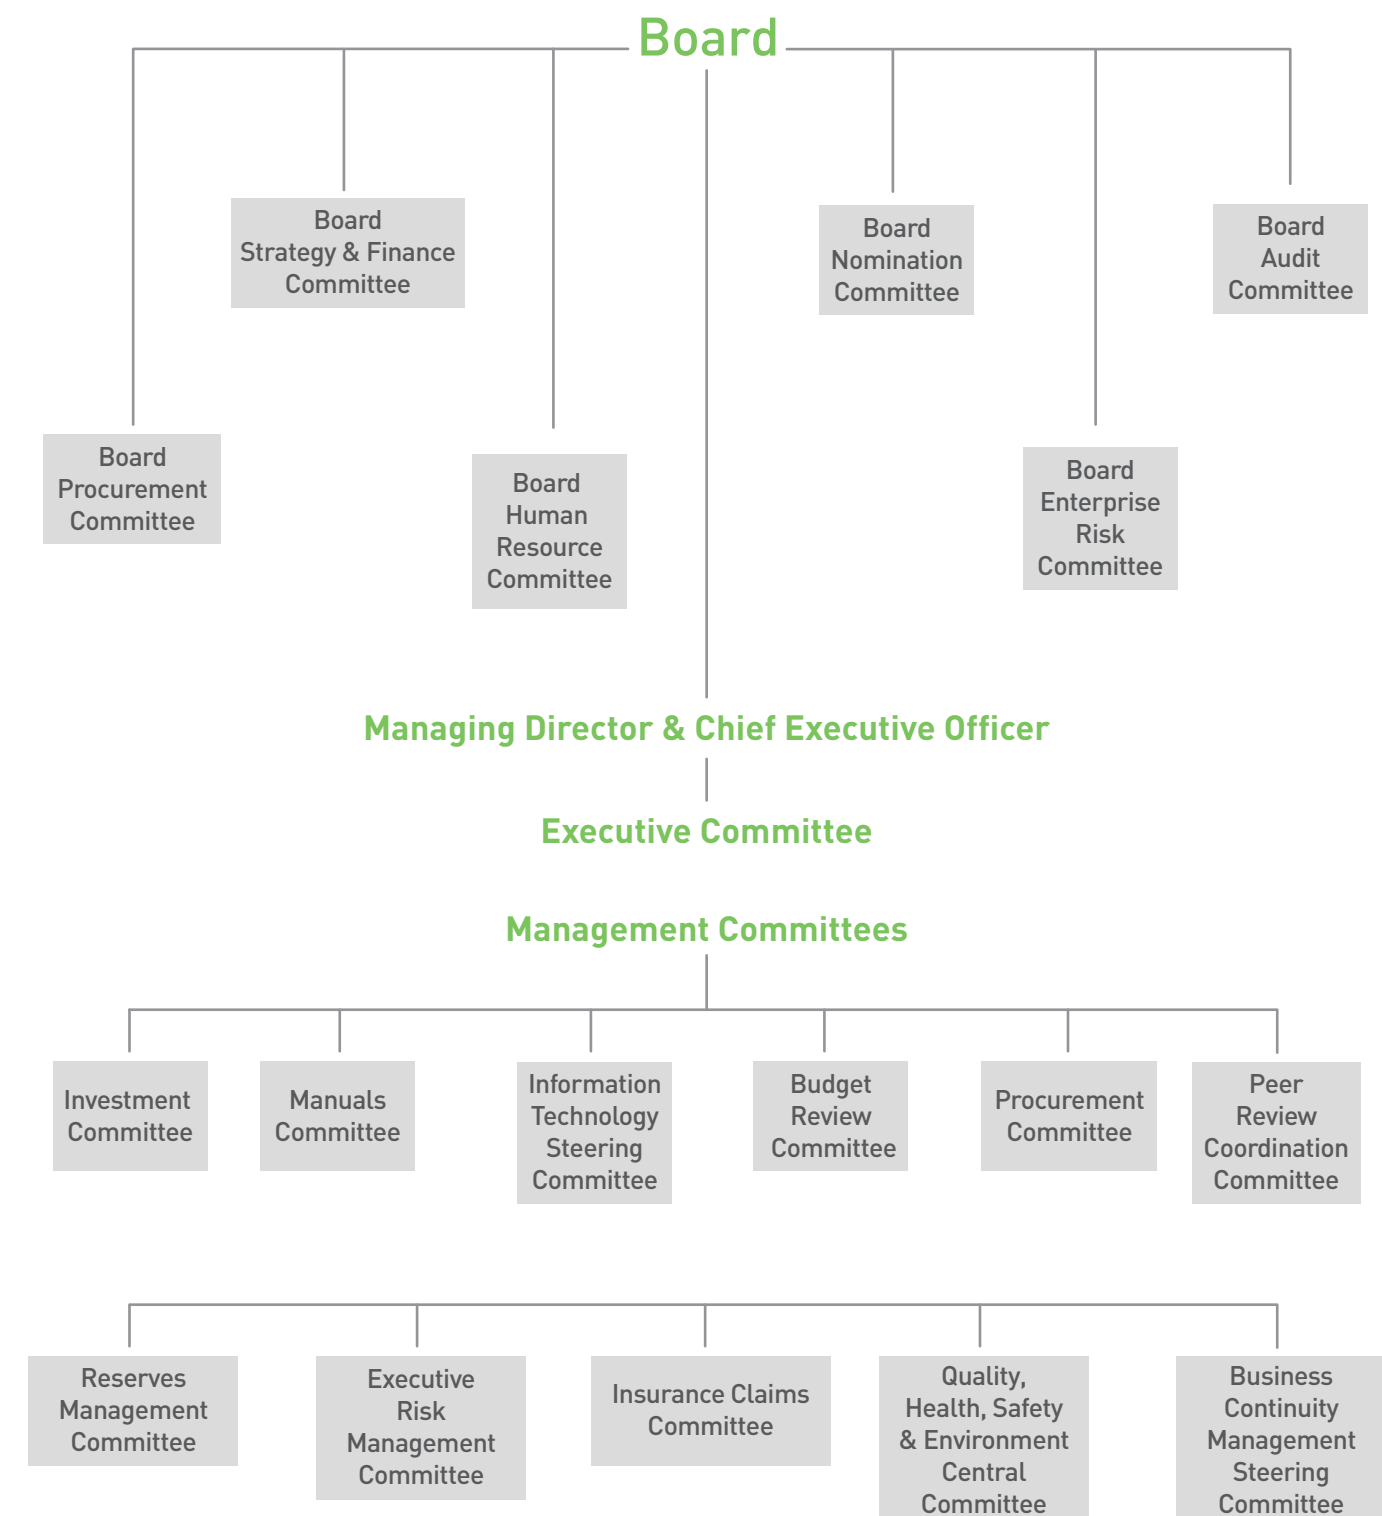 Board
Board
Strategy & Finance
Committee
Board
Nomination
Committee
Board
Audit
Committee
Board
Procurement
Committee
Board
Human
Resource
Committee
Board
Enterprise
Risk
Committee
Managing Director & Chief Executive Officer
Executive Committee
Management Committees
Investment
Committee
Manuals
Committee
Information
Technology
Steering
Committee
Budget
Review
Committee
Procurement
Committee
Peer
Review
Coordination
Committee
Reserves
Management
Committee
Executive
Risk
Management
Committee
Insurance Claims
Committee
Quality,
Health, Safety
& Environment
Central
Committee
Business
Continuity
Management
Steering
Committee